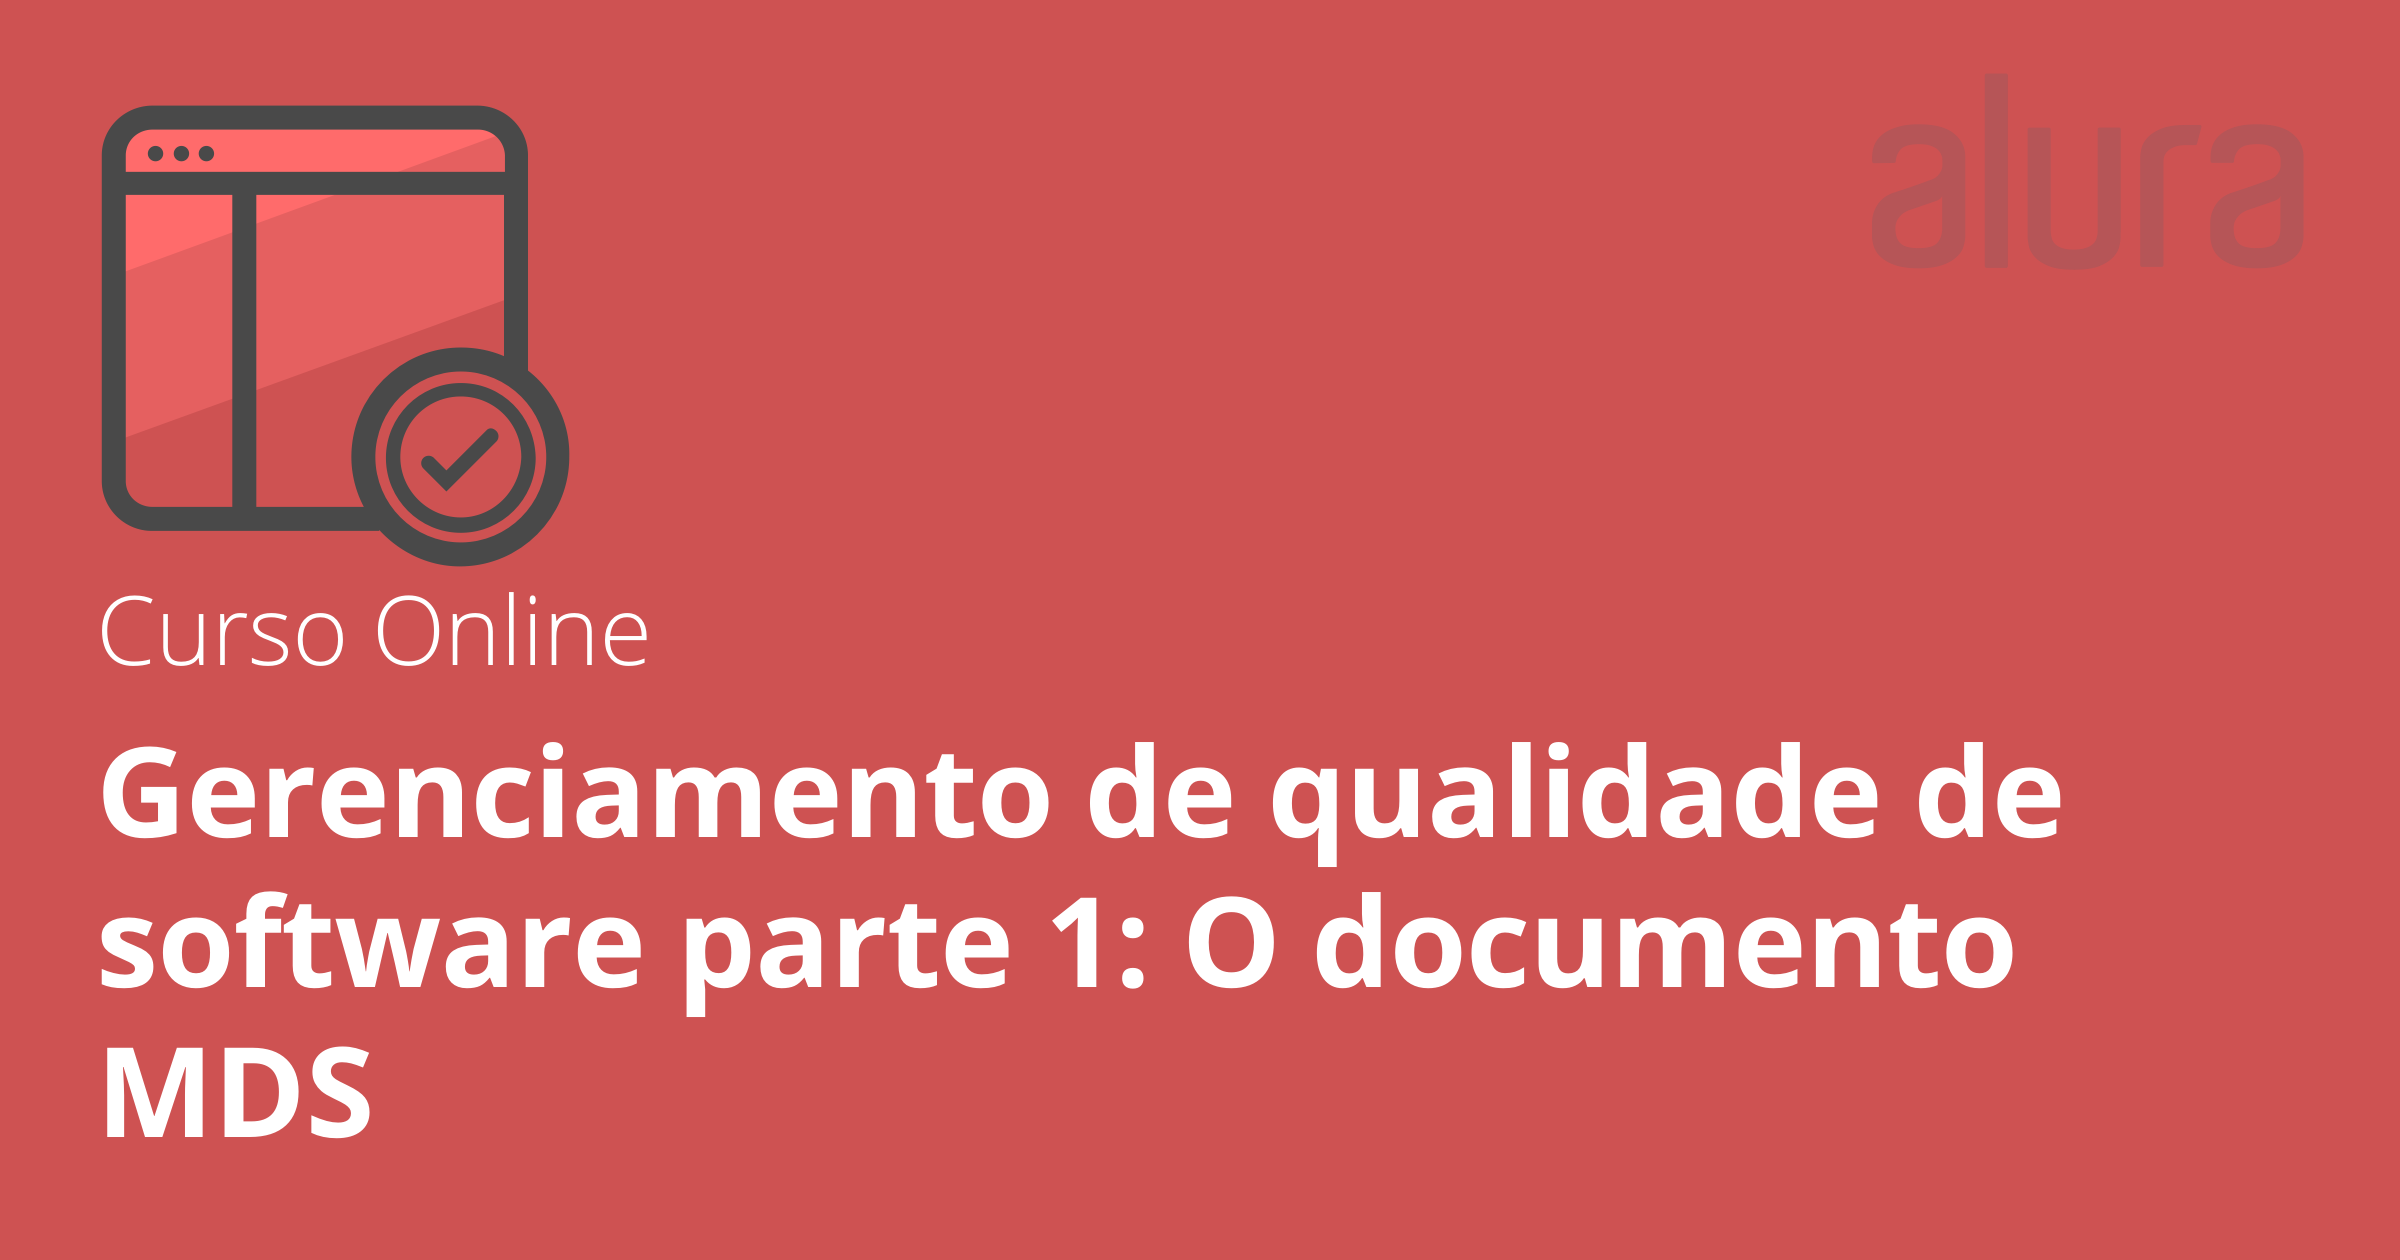 alura
Curso Online
Gerenciamento de qualidade de
software parte 1: O documento
MDS